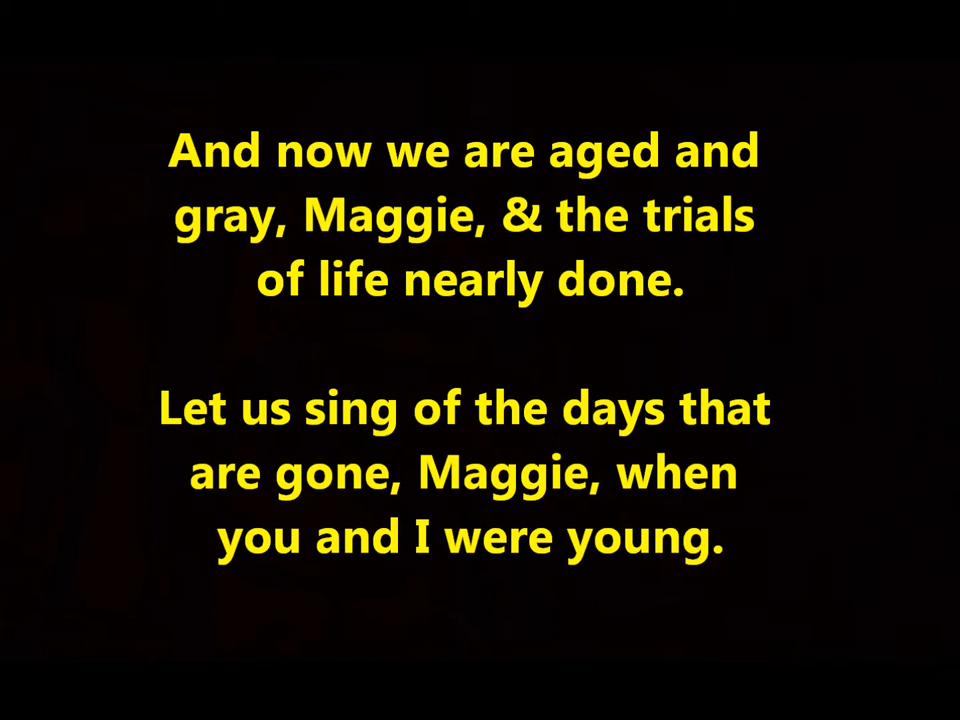 And now we are aged and
gray, Maggie, & the trials
of life nearly done.
Let us sing of the days that
are gone, Maggie, when
you and I were young.